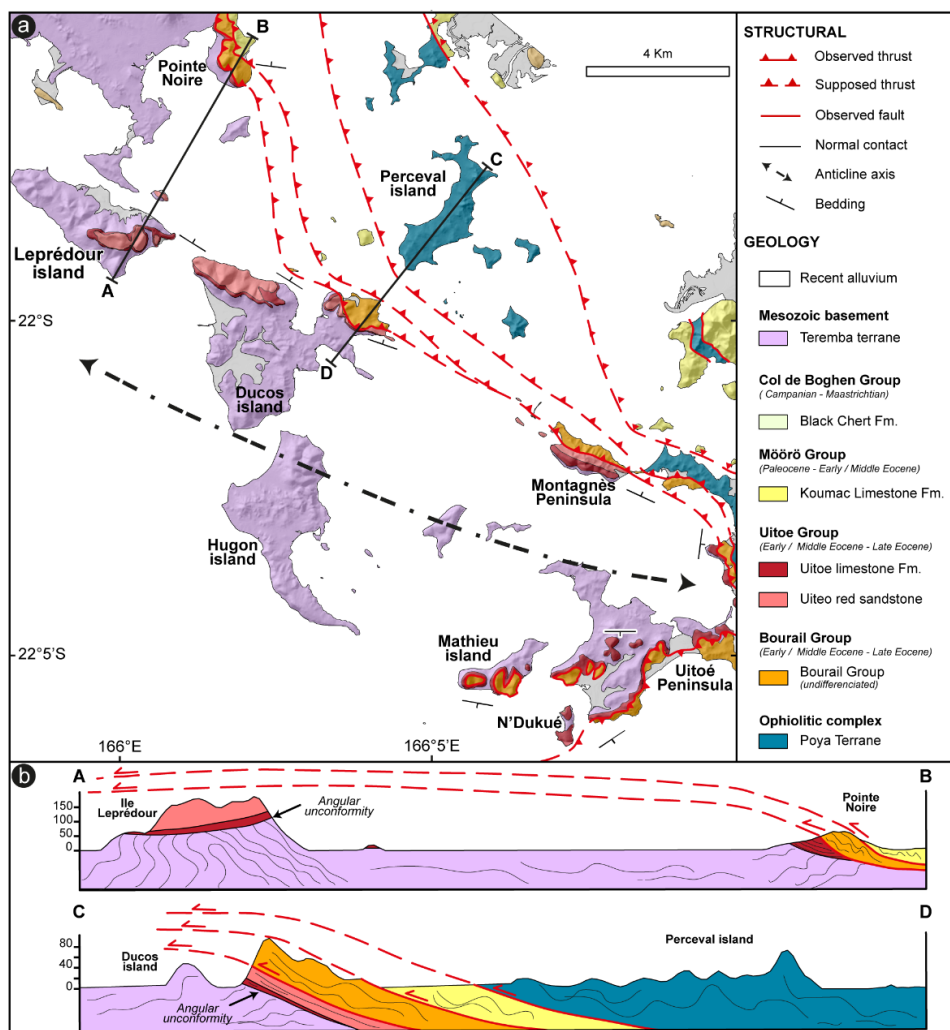 a
B
Pointe
Noire
4 Km
C
Perceval
island
Leprédour
island
A
22°S
D
Ducos
island
Montagnès
Peninsula
Hugon
island
Mathieu
island
Uitoé
Peninsula
22°5'S
N'Dukué
166°E
166°5'E
STRUCTURAL
Observed thrust
Supposed thrust
Observed fault
Normal contact
Anticline axis
Bedding
GEOLOGY
Recent alluvium
Mesozoic basement
Teremba terrane
Col de Boghen Group
( Campanian - Maastrichtian)
Black Chert Fm.
Möörö Group
(Paleocene - Early / Middle Eocene)
Koumac Limestone Fm.
Uitoe Group
(Early / Middle Eocene - Late Eocene)
Uitoe limestone Fm.
Uiteo red sandstone
Bourail Group
(Early / Middle Eocene - Late Eocene)
Bourail Group
(undifferenciated)
Ophiolitic complex
Poya Terrane
b
A
B
Ile
Leprédour
Angular
unconformity
Pointe
Noire
150
100
50
0
C
D
Ducos
island
Perceval island
80
40
0
Angular
unconformity